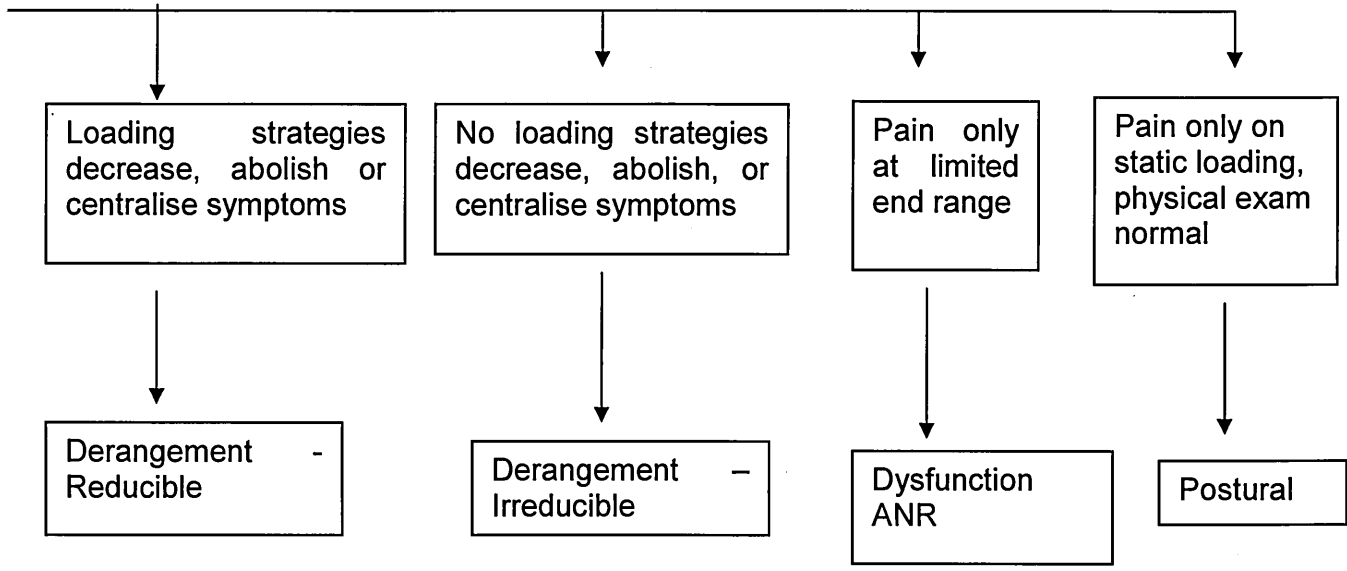 Loading strategies
decrease, abolish or
centralise symptoms
No loading strategies
decrease, abolish, or
centralise symptoms
Pain only
at limited
end range
Pain only on
static loading,
physical exam
normal
Derangement -
Reducible
Derangement –
Irreducible
Dysfunction
ANR
Postural